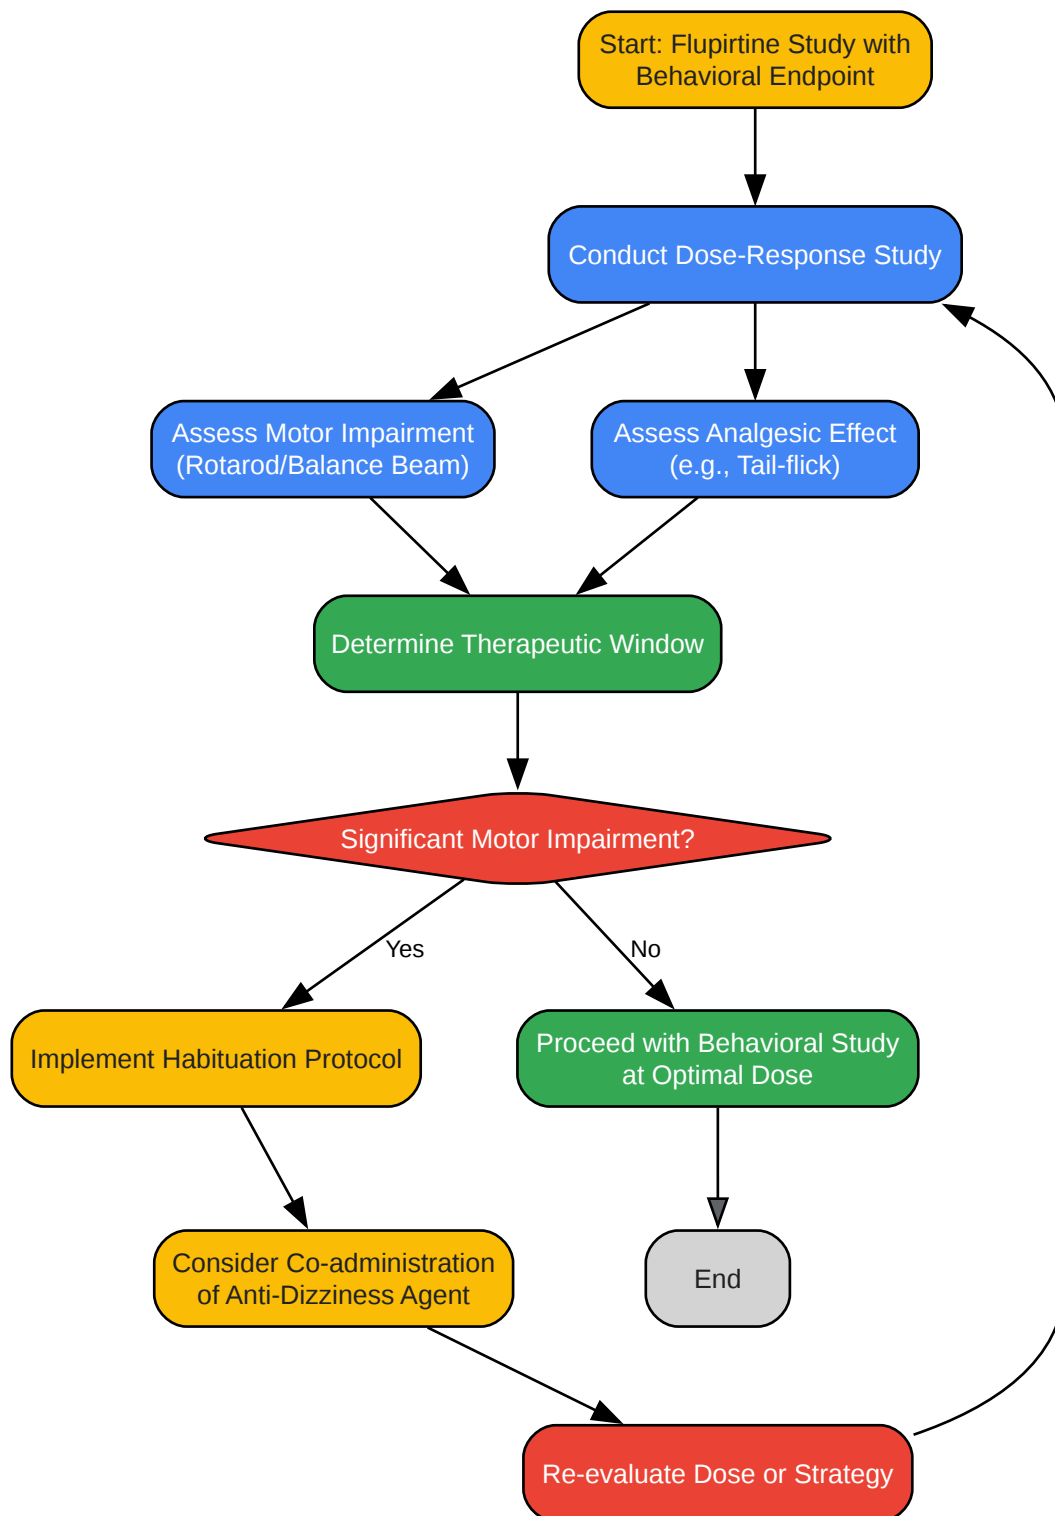 Start: Flupirtine Study with
Behavioral Endpoint
Conduct Dose-Response Study
Assess Motor Impairment
(Rotarod/Balance Beam)
Assess Analgesic Effect
(e.g., Tail-flick)
Determine Therapeutic Window
Significant Motor Impairment?
Yes
No
Implement Habituation Protocol
Proceed with Behavioral Study
at Optimal Dose
Consider Co-administration
of Anti-Dizziness Agent
End
Re-evaluate Dose or Strategy